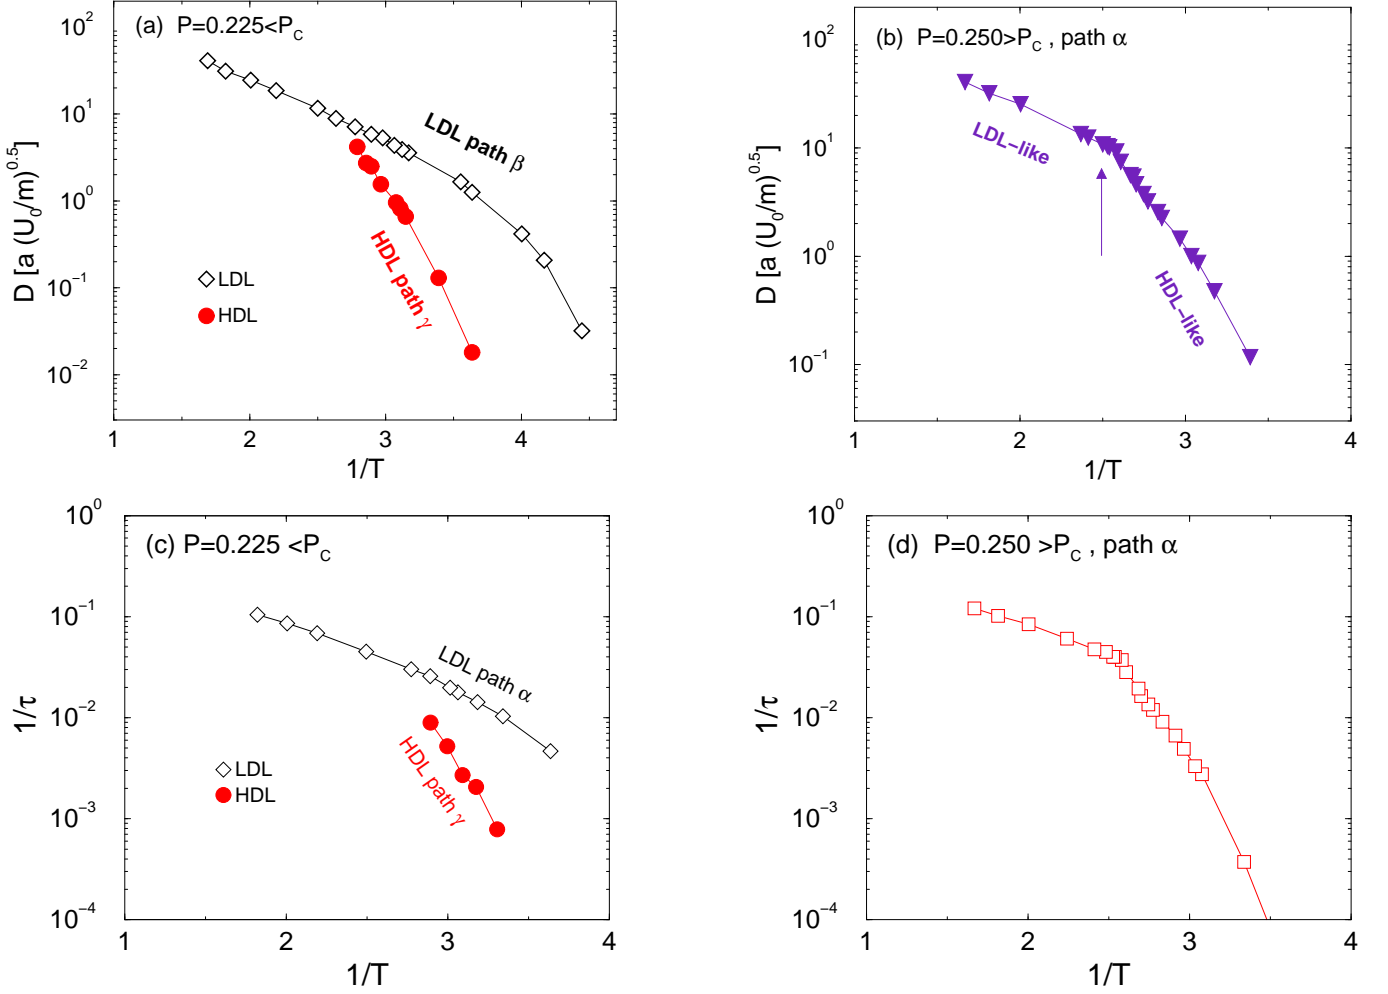 (a) P=0.225<P_C
10^2
10^1
10^0
10^-1
10^-2
D [a (U_0/m)^0.5]
LDL path β
HDL path γ
LDL
HDL
1 2 3 4
1/T
(b) P=0.250>P_C , path α
10^2
10^1
10^0
10^-1
D [a (U_0/m)^0.5]
LDL-like
HDL-like
1 2 3 4
1/T
(c) P=0.225 <P_C
10^0
10^-1
10^-2
10^-3
10^-4
1/τ
LDL path α
HDL path γ
LDL
HDL
1 2 3 4
1/T
(d) P=0.250 >P_C , path α
10^0
10^-1
10^-2
10^-3
10^-4
1/τ
1 2 3 4
1/T